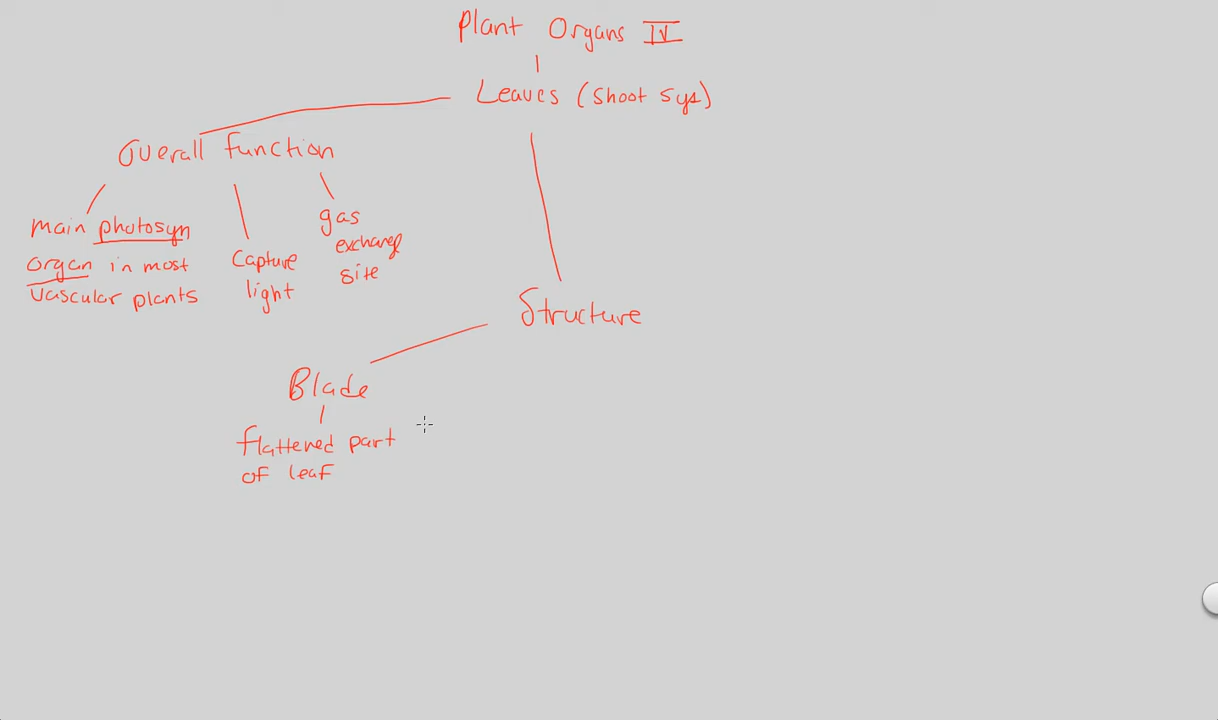 Plant Organs IV
Leaves (Shoot Sys)
Overall function
main photosyn
organ in most
vascular plants
Capture
light
gas
exchange
site
Structure
Blade
flattened part
of leaf